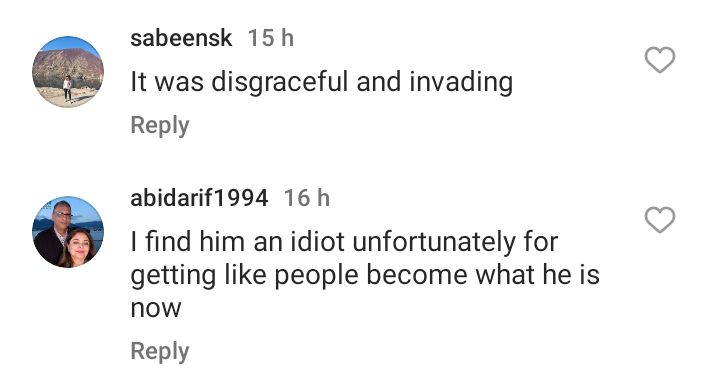 sabeensk 15 h
It was disgraceful and invading
Reply
abidarif1994 16 h
I find him an idiot unfortunately for
getting like people become what he is
now
Reply